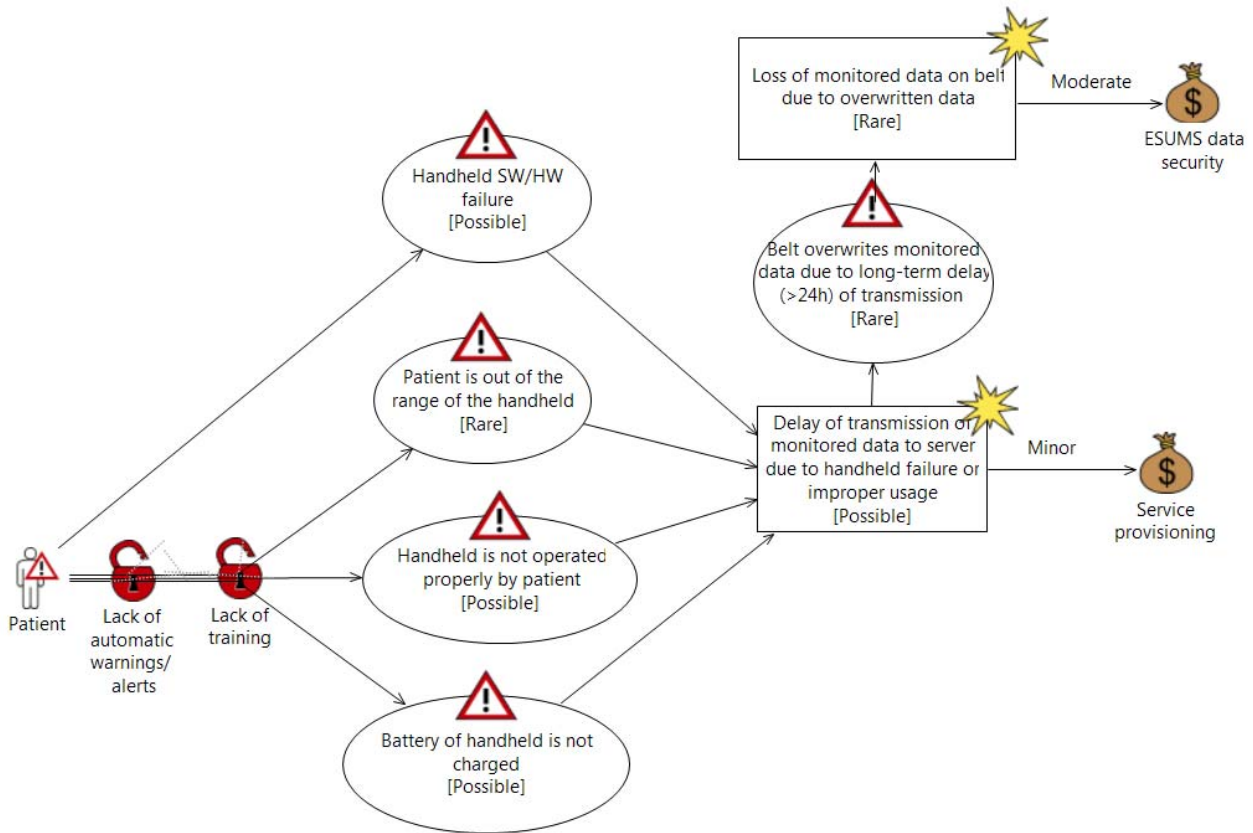 Loss of monitored data on belt
due to overwritten data
[Rare]
Moderate
$
ESUMS data
security
Handheld SW/HW
failure
[Possible]
Belt overwrites monitored
data due to long-term delay
(>24h) of transmission
[Rare]
Patient is out of the
range of the handheld
[Rare]
Delay of transmission of
monitored data to server
due to handheld failure or
improper usage
[Possible]
Minor
$
Service
provisioning
Handheld is not operated
properly by patient
[Possible]
Patient
Lack of
automatic
warnings/
alerts
Lack of
training
Battery of handheld is not
charged
[Possible]